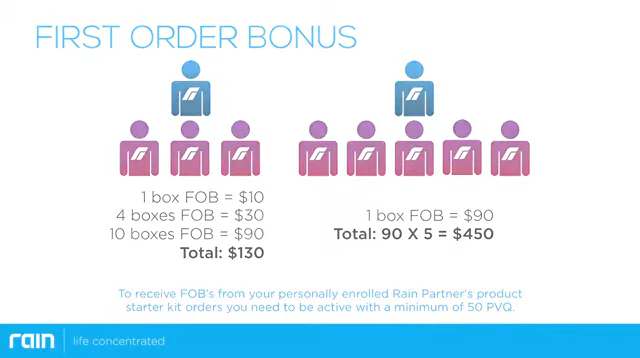 FIRST ORDER BONUS
1 box FOB = $10
4 boxes FOB = $30
10 boxes FOB = $90
Total: $130
1 box FOB = $90
Total: 90 X 5 = $450
To receive FOB's from your personally enrolled Rain Partner's product
starter kit orders you need to be active with a minimum of 50 PVQ.
rain | life concentrated